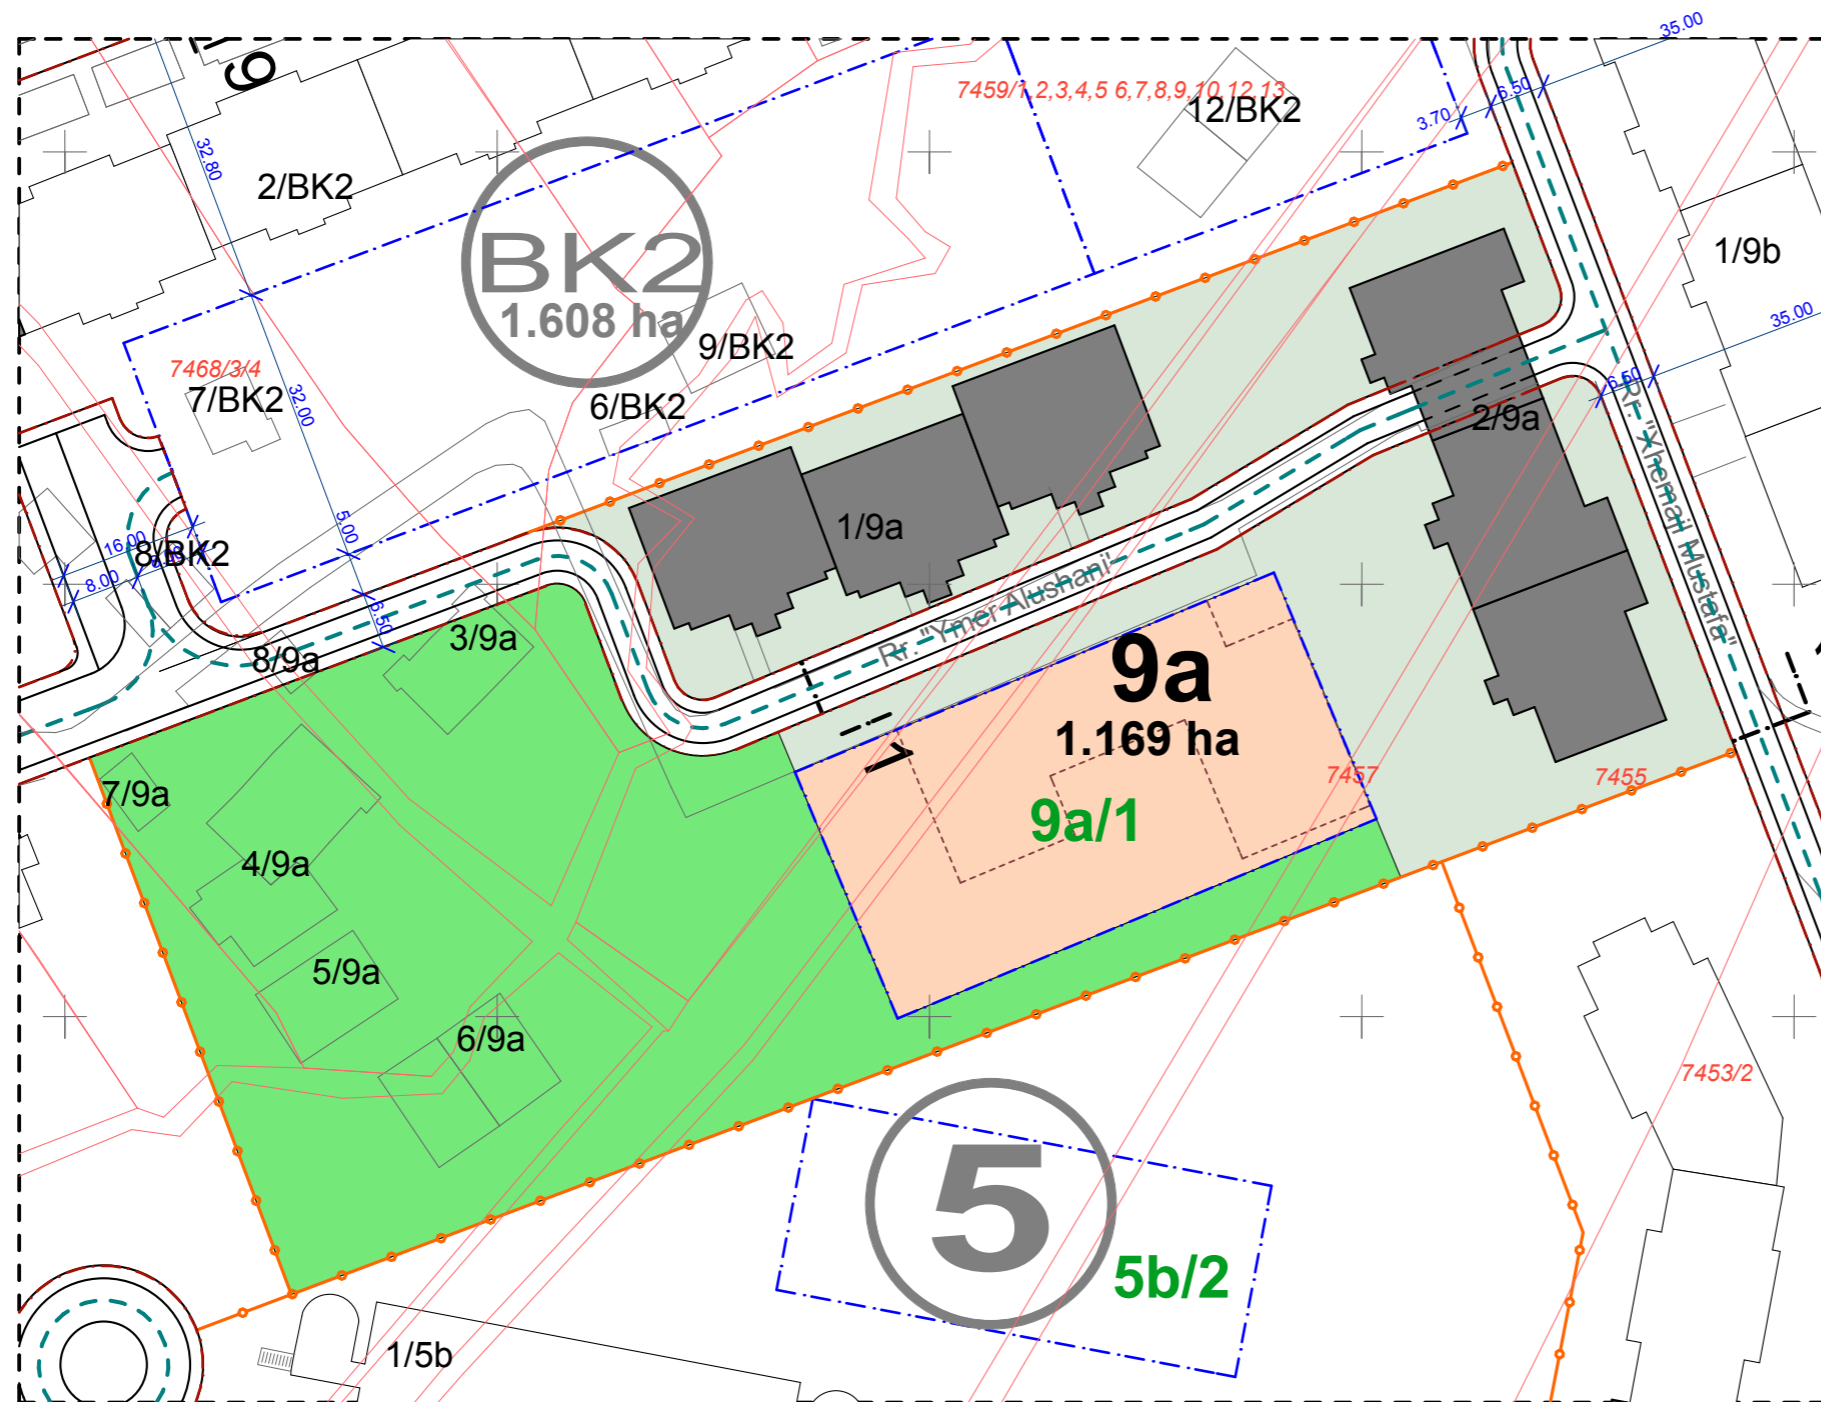 35.00
9
7459/1,2,3,4,5 6,7,8,9,10,12,13
6.50
12/BK2
3.70
32.80
2/BK2
BK2
1.608 ha
1/9b
35.00
9/BK2
7468/3/4
7/BK2
6/BK2
32.00
6.50
2/9a
Rr. "Xhemajl Mustafa"
1/9a
5.00
16.00
8/BK2
8.00
6.50
Rr. "Ymer Alushani"
3/9a
8/9a
9a
1.169 ha
1
7457
7455
7/9a
9a/1
4/9a
5/9a
6/9a
7453/2
5
5b/2
1/5b